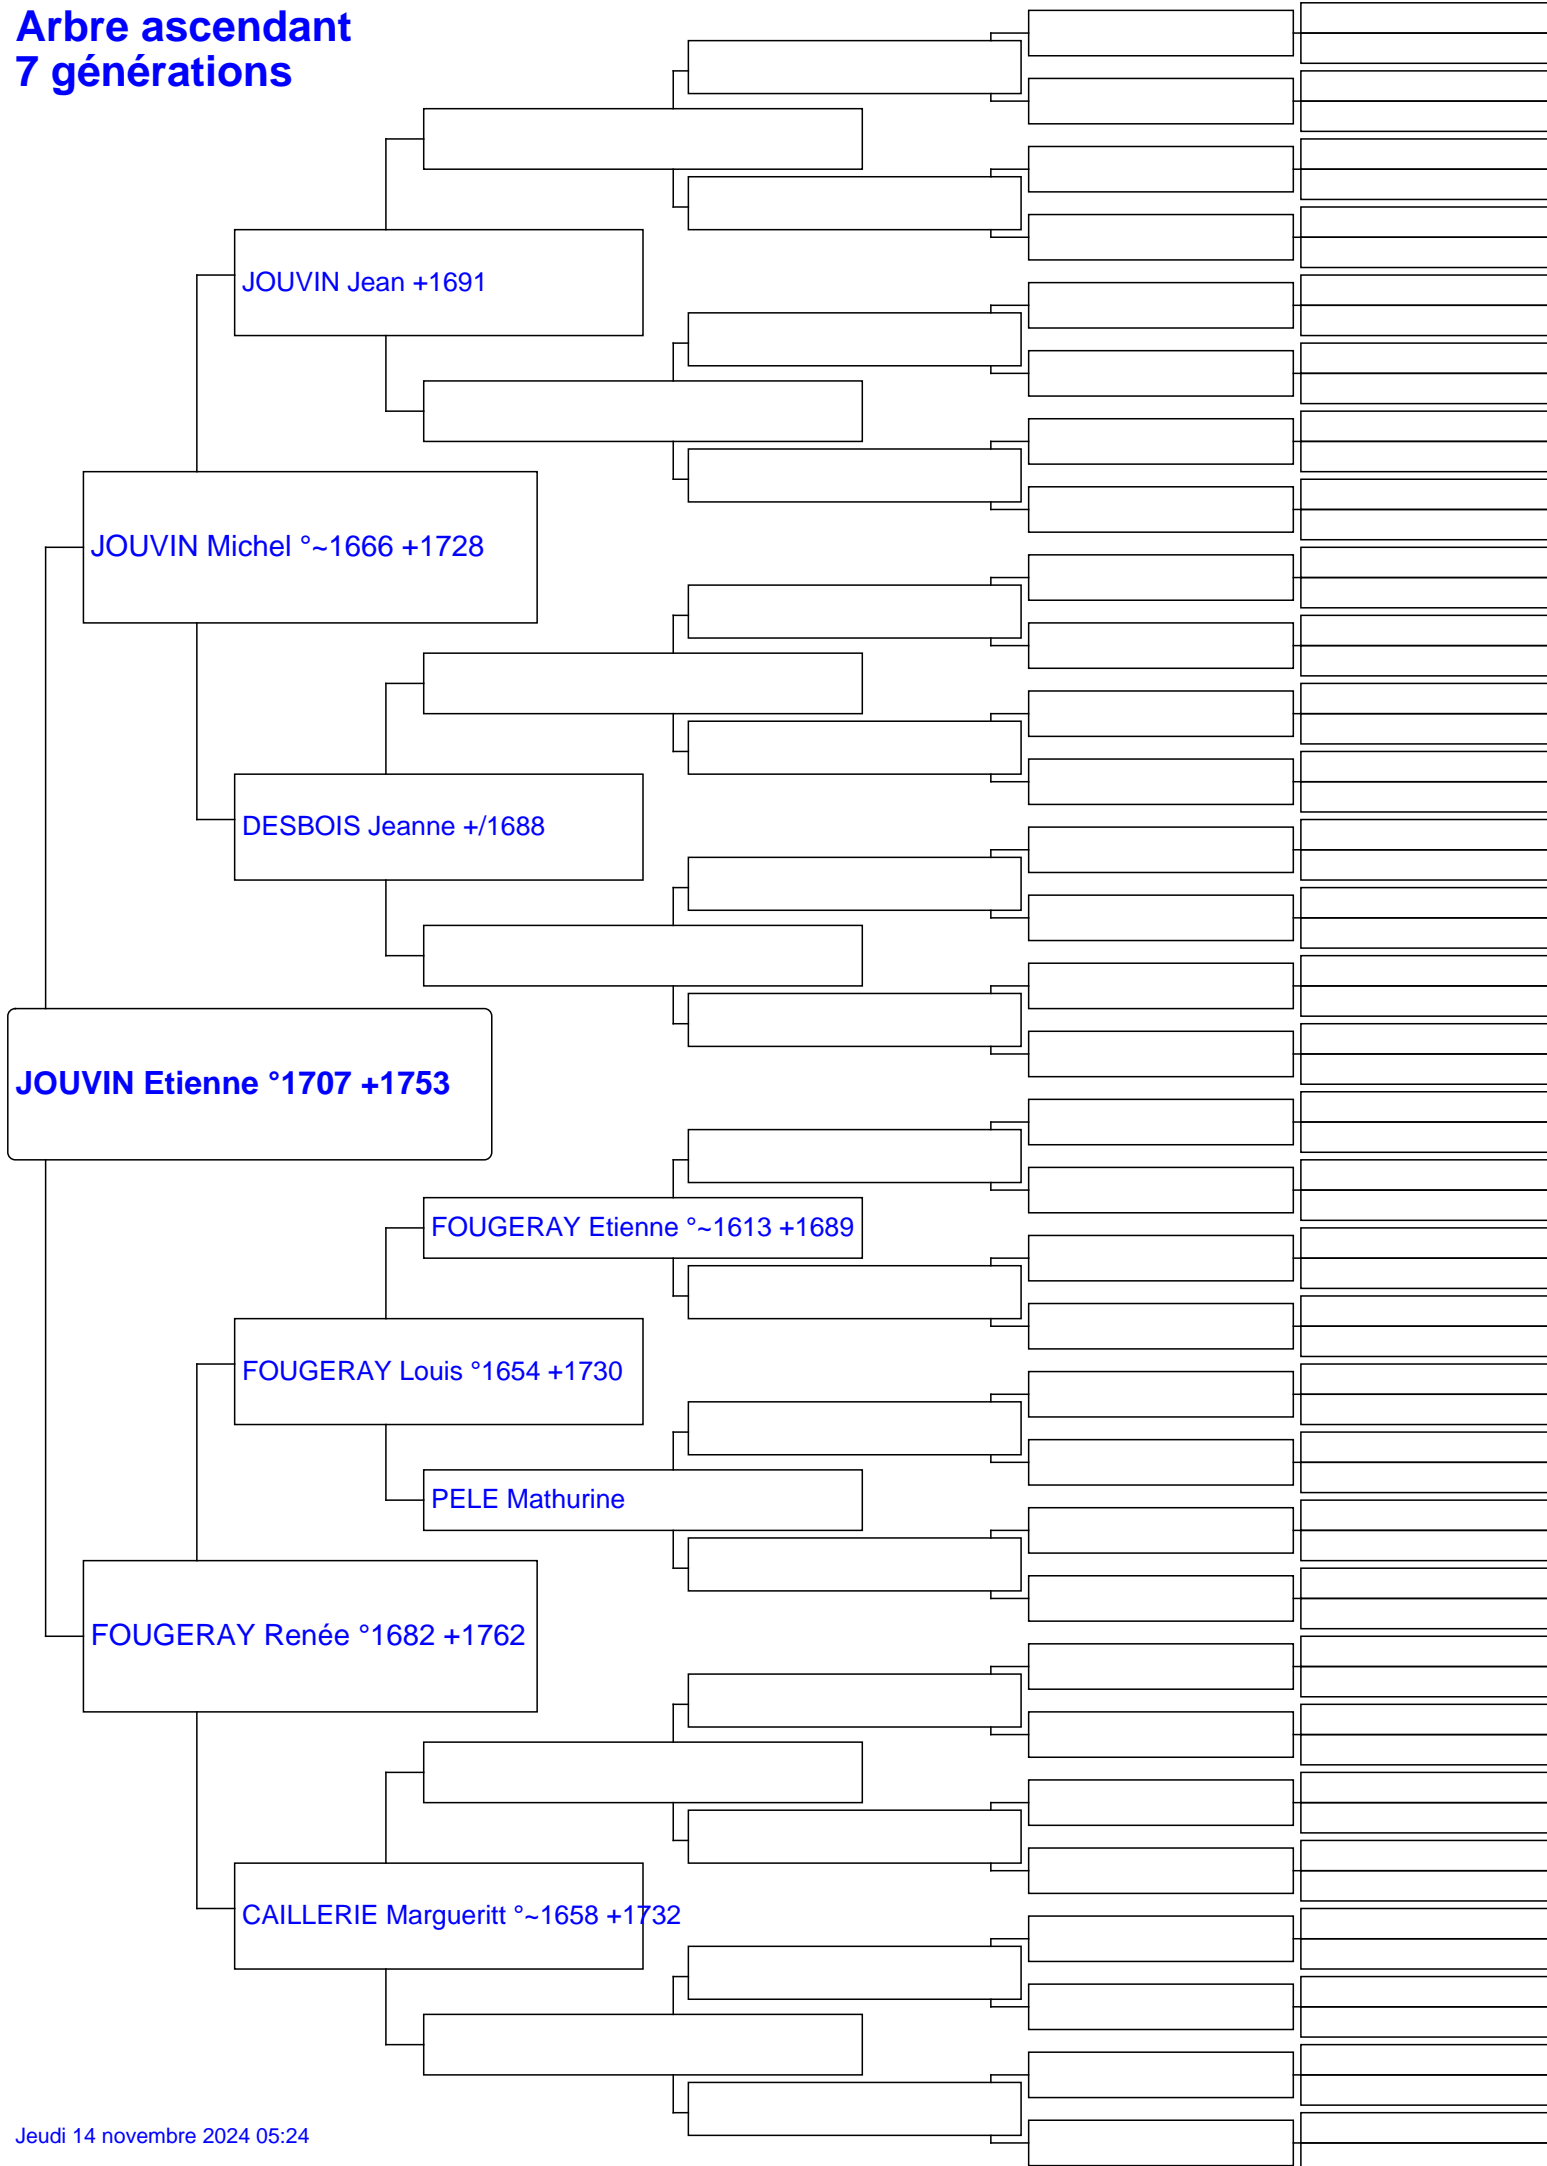 Arbre ascendant
7 générations
JOUVIN Jean +1691
JOUVIN Michel °~1666 +1728
DESBOIS Jeanne +/1688
JOUVIN Etienne °1707 +1753
FOUGERAY Etienne °~1613 +1689
FOUGERAY Louis °1654 +1730
PELE Mathurine
FOUGERAY Renée °1682 +1762
CAILLERIE Margueritt °~1658 +1732
Jeudi 14 novembre 2024 05:24